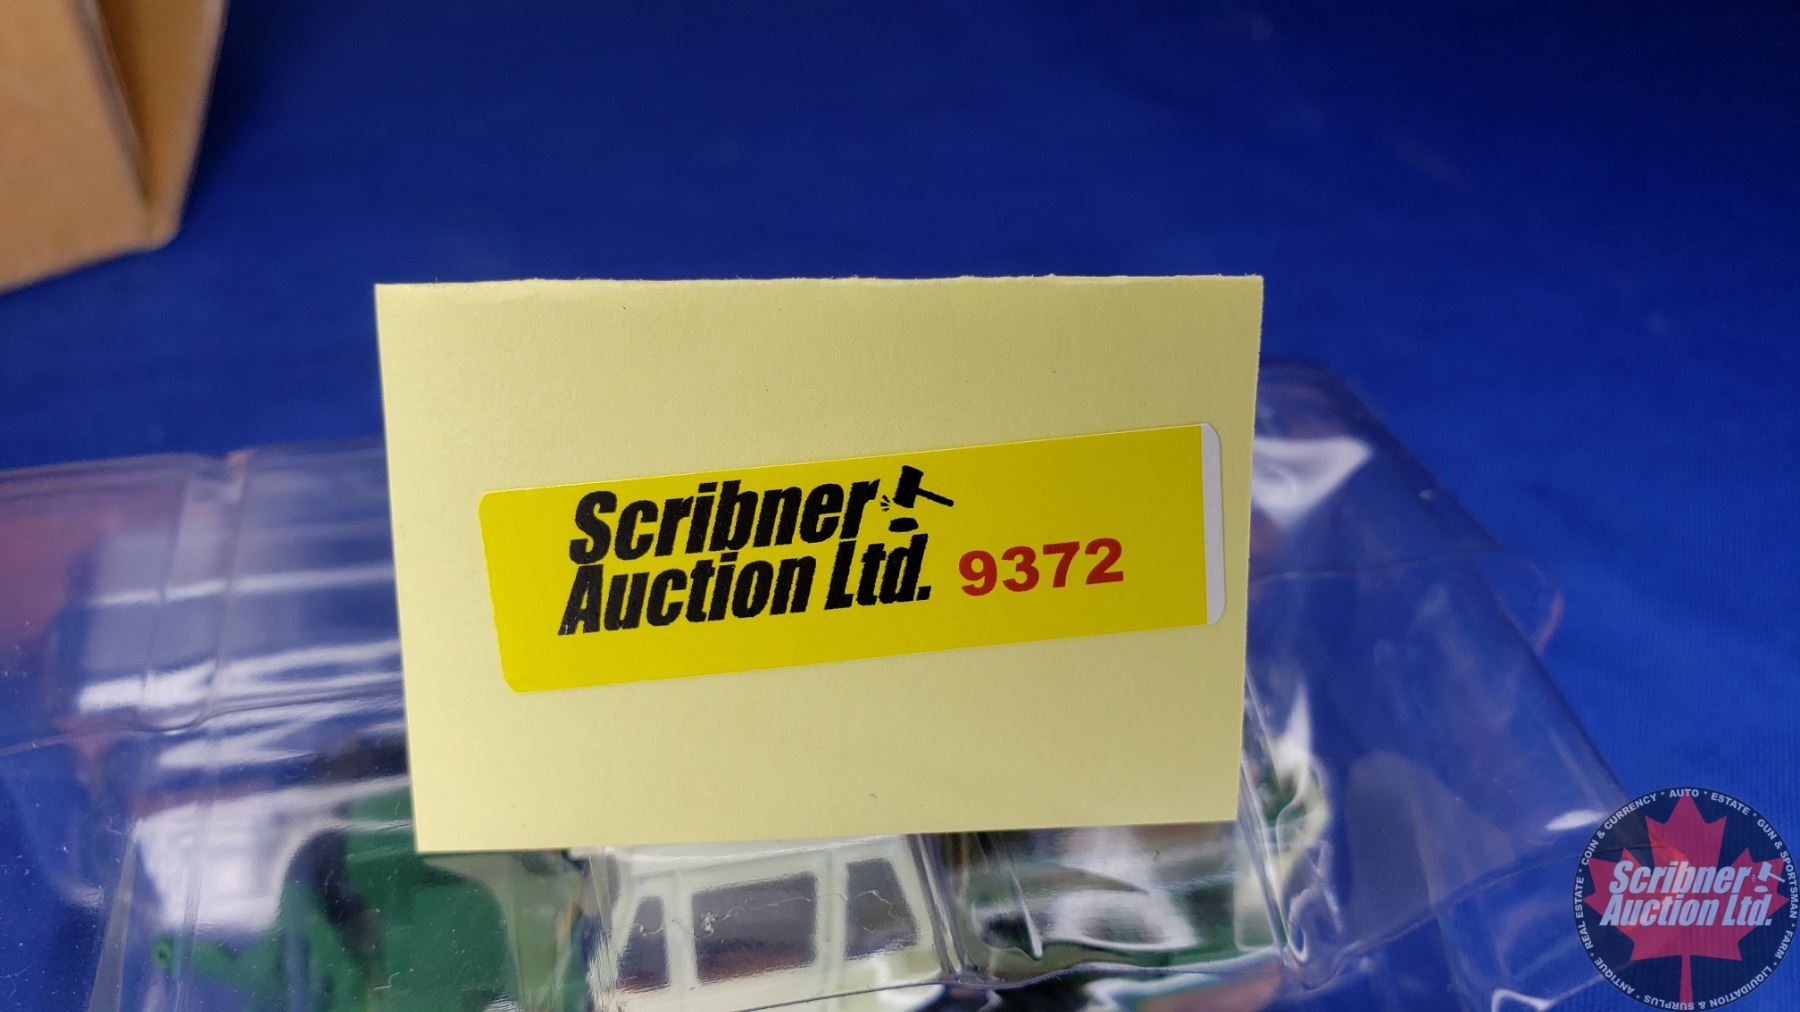 Scribner
Auction Ltd. 9372
ANTIQUE * REAL ESTATE * COIN & CURRENCY * AUTO * ESTATE * GUN & SPORTSMAN * FARM * LIQUIDATION & SURPLUS *
Scribner
Auction Ltd.